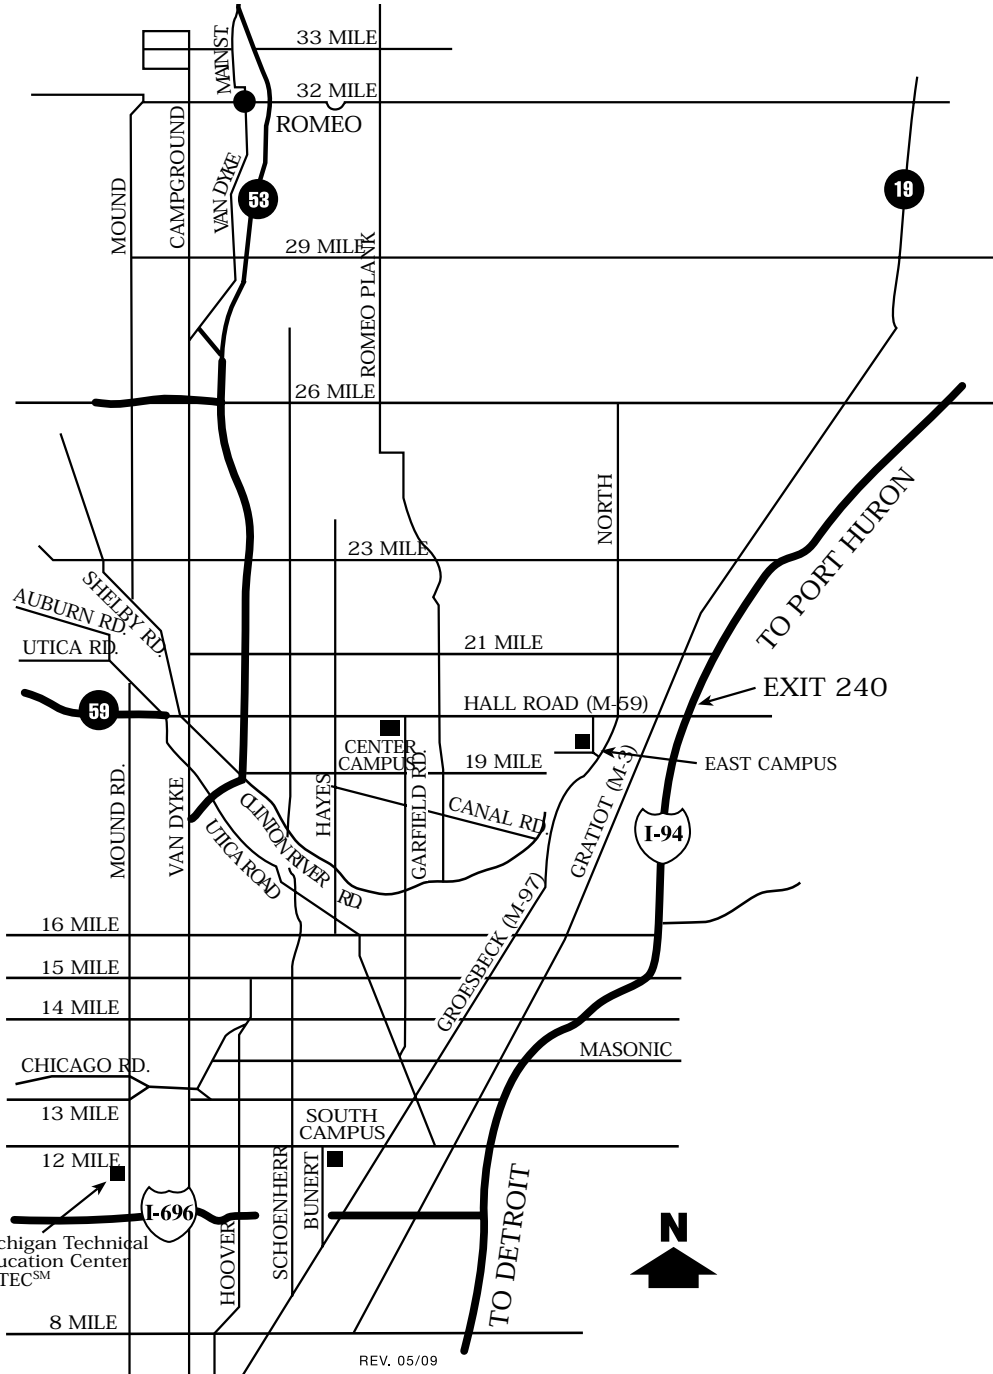 33 MILE
MAIN ST.
32 MILE
ROMEO
MOUND
CAMPGROUND
VAN DYKE
53
19
29 MILE
ROMEO PLANK
26 MILE
NORTH
23 MILE
TO PORT HURON
SHELBY RD.
AUBURN RD.
UTICA RD.
21 MILE
EXIT 240
59
HALL ROAD (M-59)
CENTER
CAMPUS
19 MILE
EAST CAMPUS
MOUND RD.
VAN DYKE
HAYES
GARFIELD RD.
CANAL RD.
GRATIOT (M-3)
I-94
CLINTON RIVER RD.
UTICA ROAD
GROESBECK (M-97)
16 MILE
15 MILE
14 MILE
MASONIC
CHICAGO RD.
13 MILE
SOUTH
CAMPUS
12 MILE
SCHOENHERR
BUNERT
TO DETROIT
I-696
HOOVER
chigan Technical
ucation Center
TEC℠
N
8 MILE
REV. 05/09